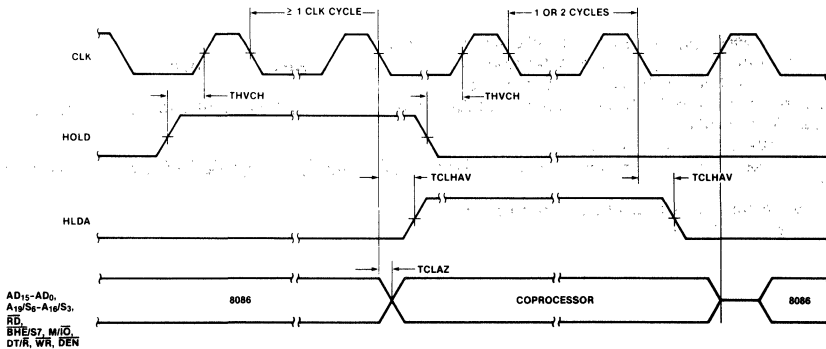 ≥ 1 CLK CYCLE
1 OR 2 CYCLES
CLK
THVCH
THVCH
HOLD
TCLHAV
TCLHAV
HLDA
TCLAZ
AD15-AD0,
A19/S6-A16/S3,
RD,
BHE/S7, M/IO,
DT/R, WR, DEN
8086
COPROCESSOR
8086